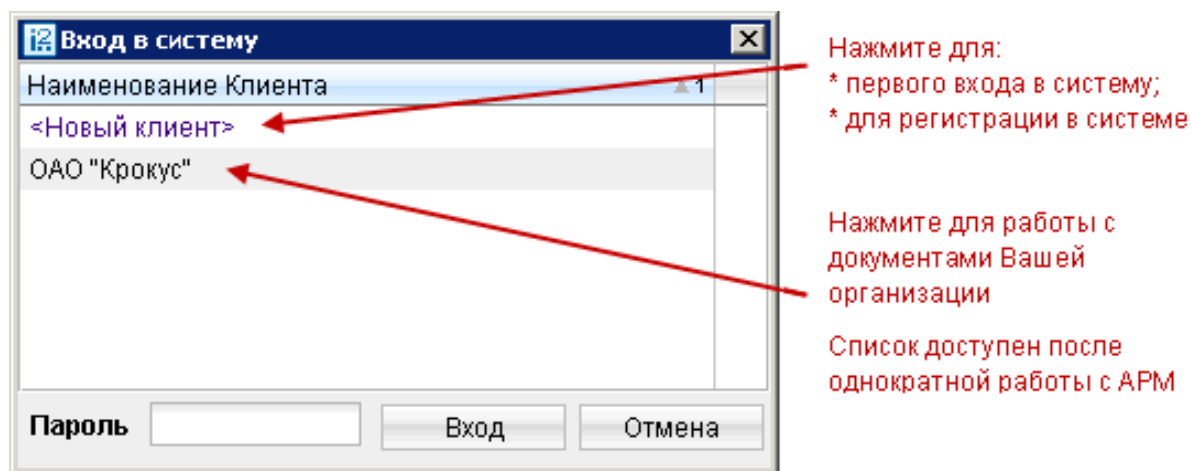 Вход в систему
Наименование Клиента 1
<Новый клиент>
ОАО "Крокус"
Пароль
Вход
Отмена
Нажмите для:
* первого входа в систему;
* для регистрации в системе
Нажмите для работы с
документами Вашей
организации
Список доступен после
однократной работы с АРМ